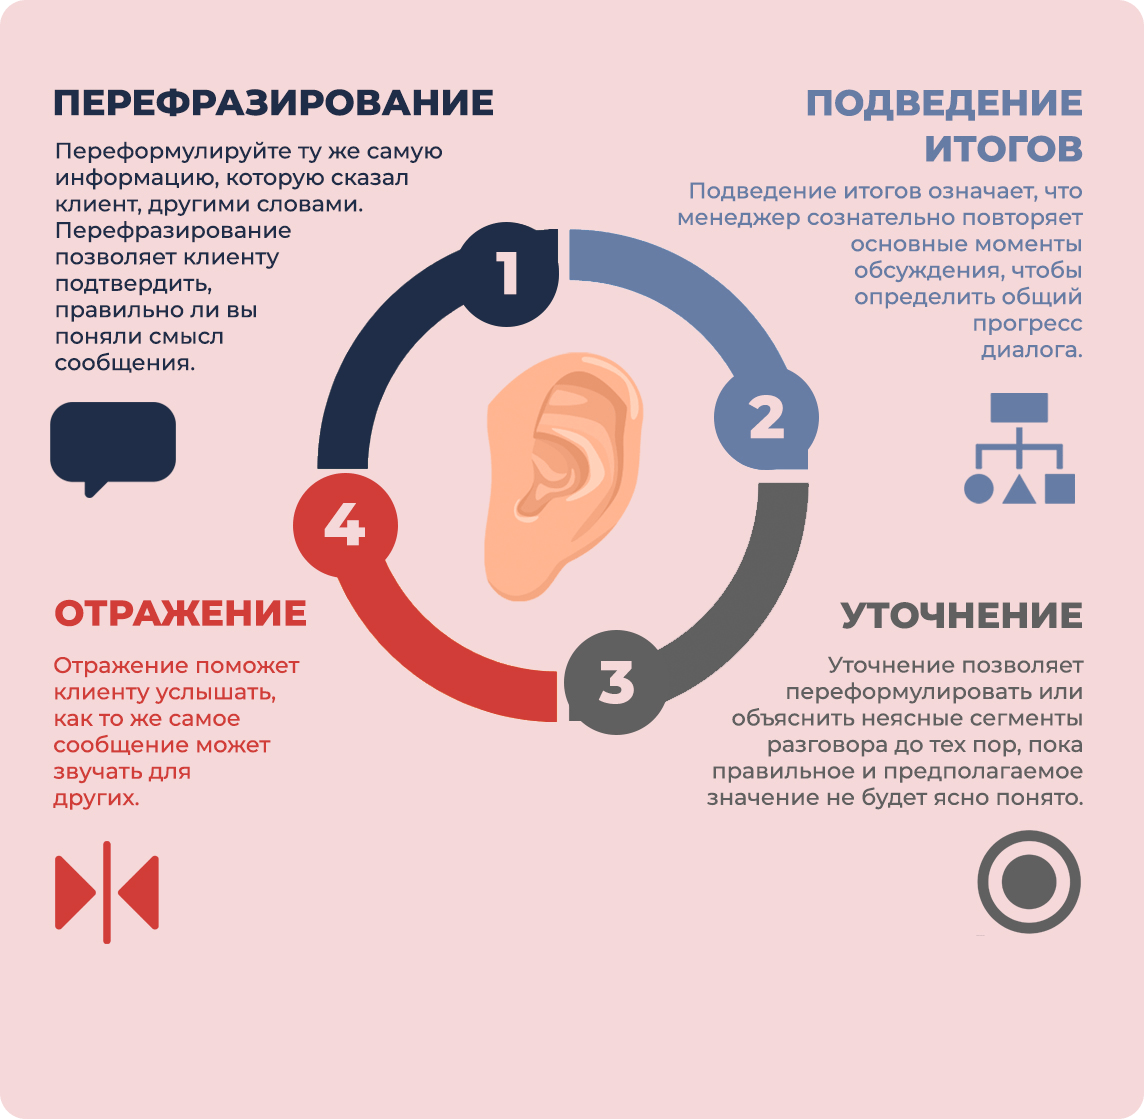 ПЕРЕФРАЗИРОВАНИЕ
Переформулируйте ту же самую
информацию, которую сказал
клиент, другими словами.
Перефразирование
позволяет клиенту
подтвердить,
правильно ли вы
поняли смысл
сообщения.
1
ПОДВЕДЕНИЕ
ИТОГОВ
Подведение итогов означает, что
менеджер сознательно повторяет
основные моменты
обсуждения, чтобы
определить общий
прогресс
диалога.
2
УТОЧНЕНИЕ
Уточнение позволяет
переформулировать или
объяснить неясные сегменты
разговора до тех пор, пока
правильное и предполагаемое
значение не будет ясно понято.
3
ОТРАЖЕНИЕ
Отражение поможет
клиенту услышать,
как то же самое
сообщение может
звучать для
других.
4